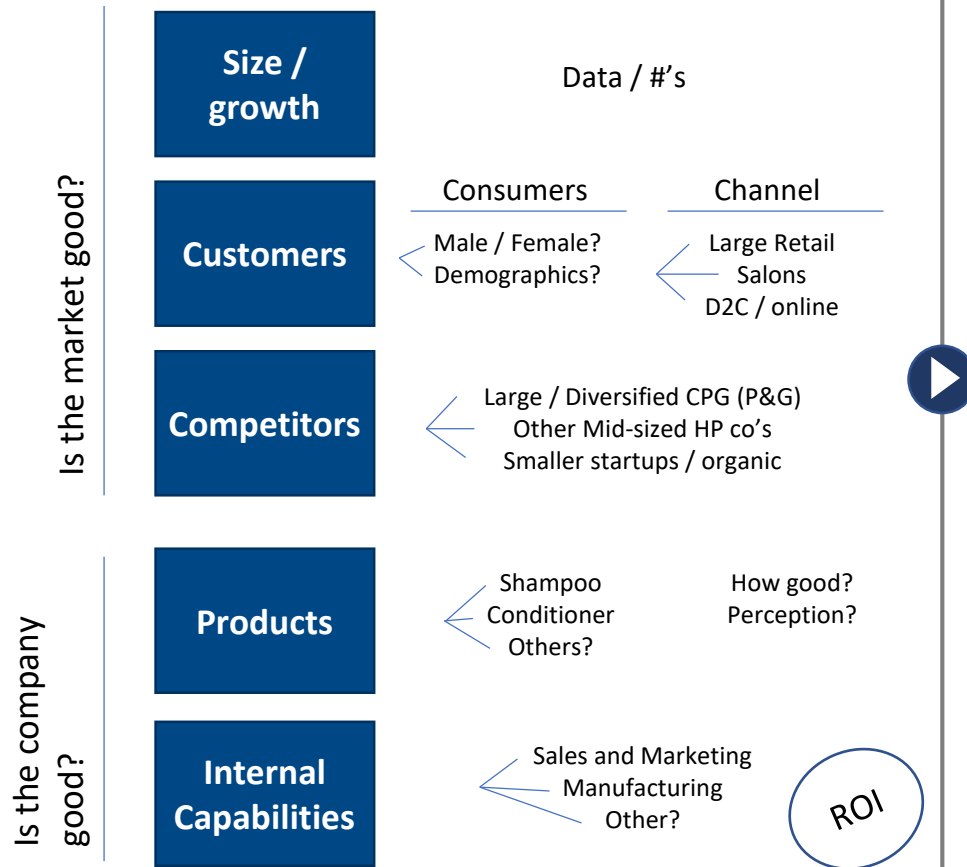 Is the market good?
Size /
growth
Data / #'s
Customers
Consumers
Male / Female?
Demographics?
Channel
Large Retail
Salons
D2C / online
Competitors
Large / Diversified CPG (P&G)
Other Mid-sized HP co's
Smaller startups / organic
Is the company
good?
Products
Shampoo
Conditioner
Others?
How good?
Perception?
Internal
Capabilities
Sales and Marketing
Manufacturing
Other?
ROI